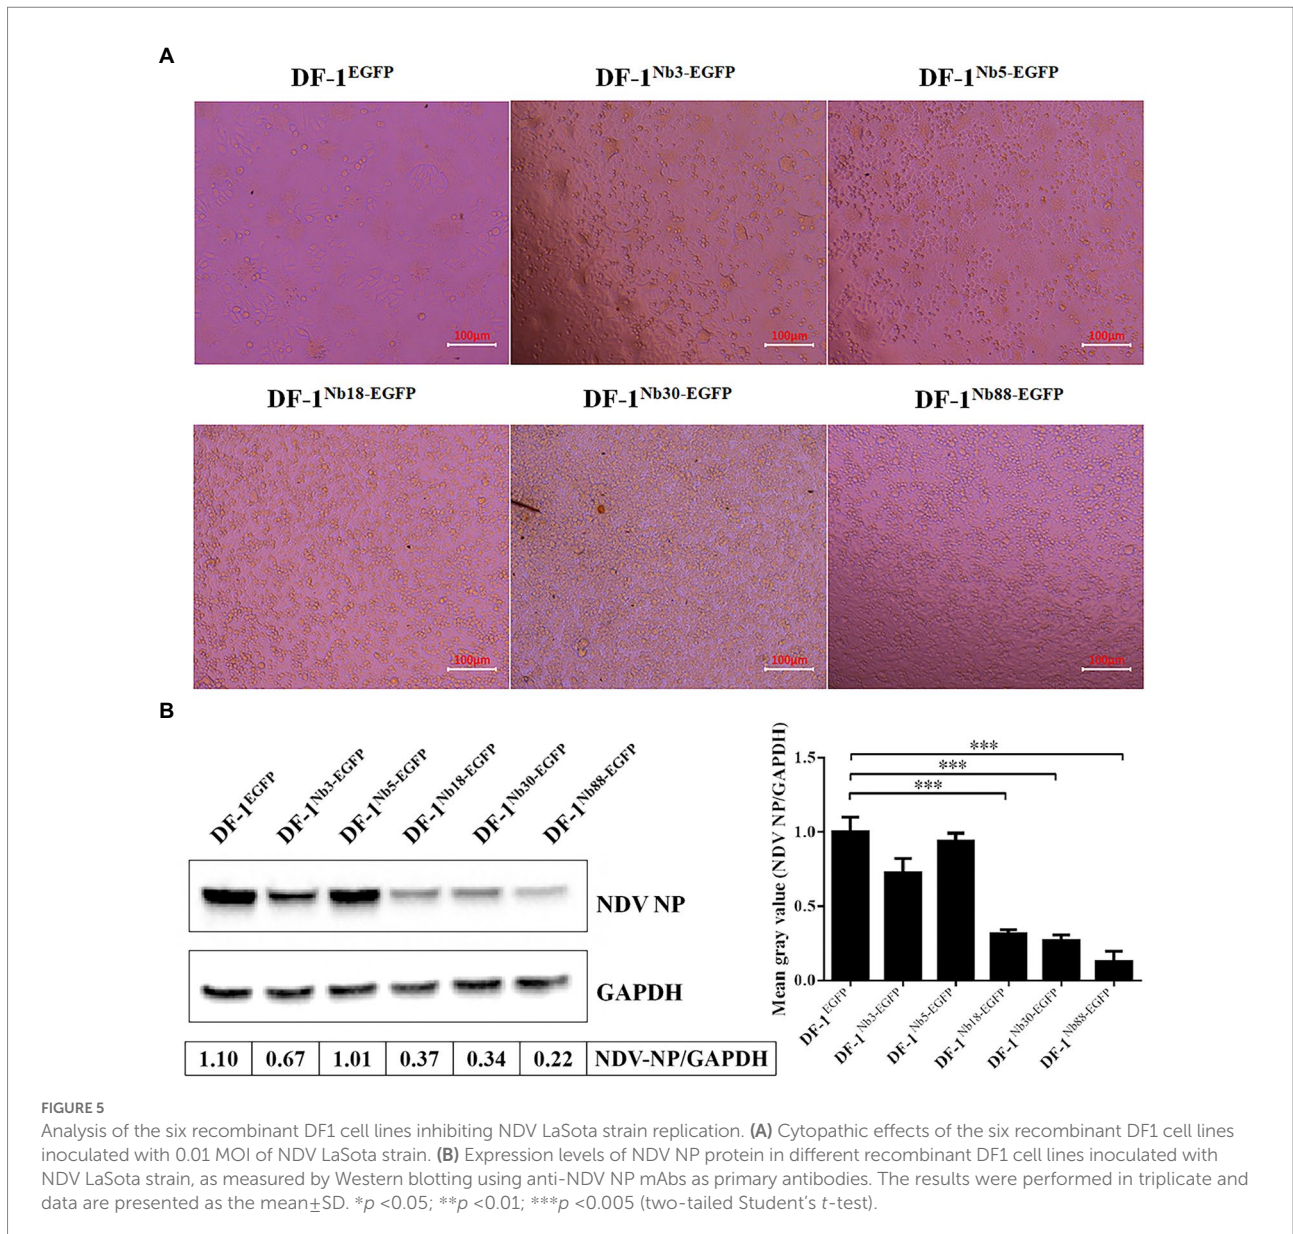 A
DF-1EGFP
DF-1Nb3-EGFP
DF-1Nb5-EGFP
100µm
100µm
100µm
DF-1Nb18-EGFP
DF-1Nb30-EGFP
DF-1Nb88-EGFP
100µm
100µm
100µm
B
DF-1EGFP
DF-1Nb3-EGFP
DF-1Nb5-EGFP
DF-1Nb18-EGFP
DF-1Nb30-EGFP
DF-1Nb88-EGFP
NDV NP
GAPDH
1.10 0.67 1.01 0.37 0.34 0.22 NDV-NP/GAPDH
Mean gray value (NDV NP/GAPDH)
1.5
1.0
0.5
0.0
***
***
***
DF-1EGFP
DF-1Nb3-EGFP
DF-1Nb5-EGFP
DF-1Nb18-EGFP
DF-1Nb30-EGFP
DF-1Nb88-EGFP
FIGURE 5
Analysis of the six recombinant DF1 cell lines inhibiting NDV LaSota strain replication. (A) Cytopathic effects of the six recombinant DF1 cell lines
inoculated with 0.01 MOI of NDV LaSota strain. (B) Expression levels of NDV NP protein in different recombinant DF1 cell lines inoculated with
NDV LaSota strain, as measured by Western blotting using anti-NDV NP mAbs as primary antibodies. The results were performed in triplicate and
data are presented as the mean±SD. *p <0.05; **p <0.01; ***p <0.005 (two-tailed Student's t-test).